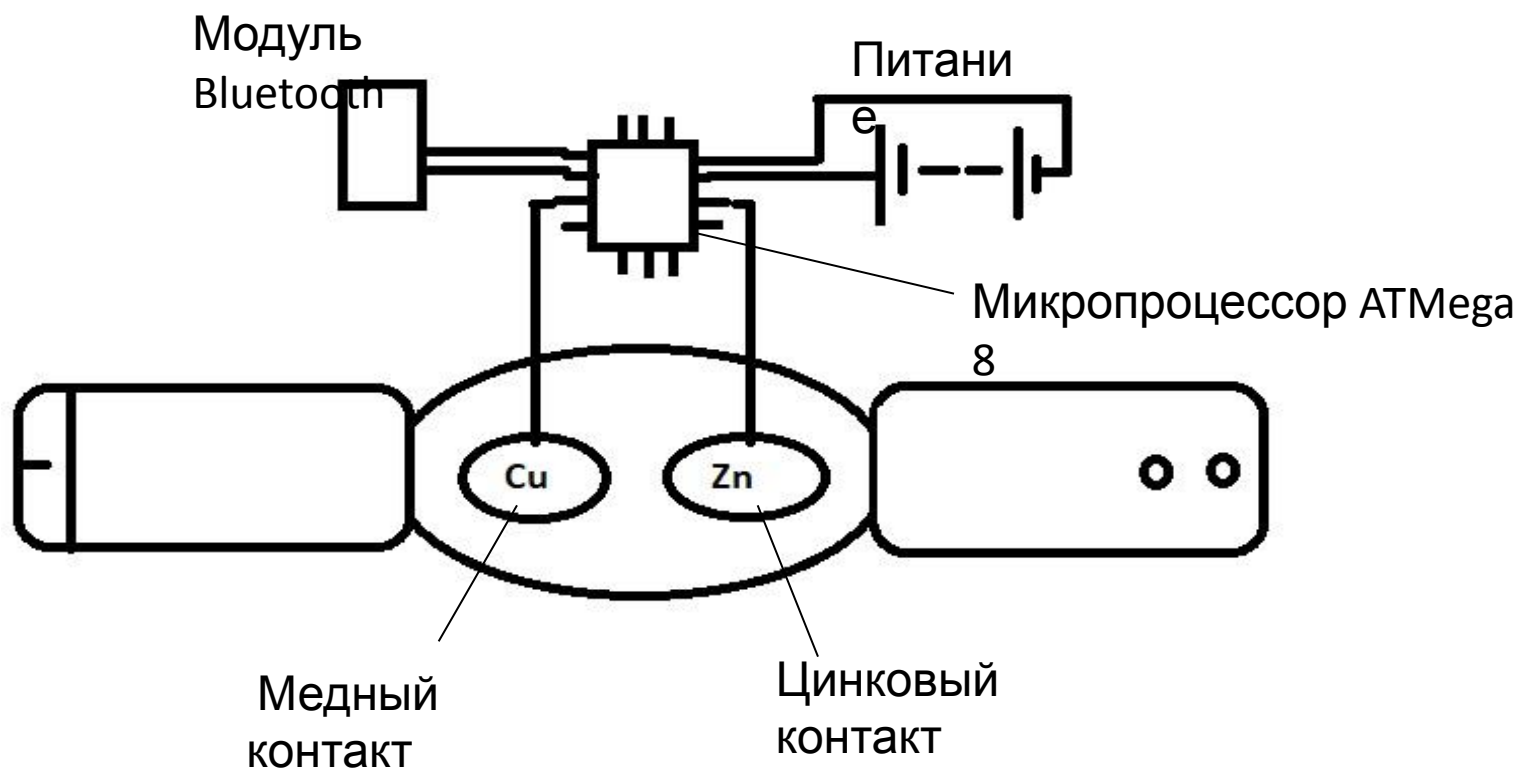 Модуль
Bluetooth
Питани
е
Микропроцессор ATMega
8
Cu
Zn
Медный
контакт
Цинковый
контакт